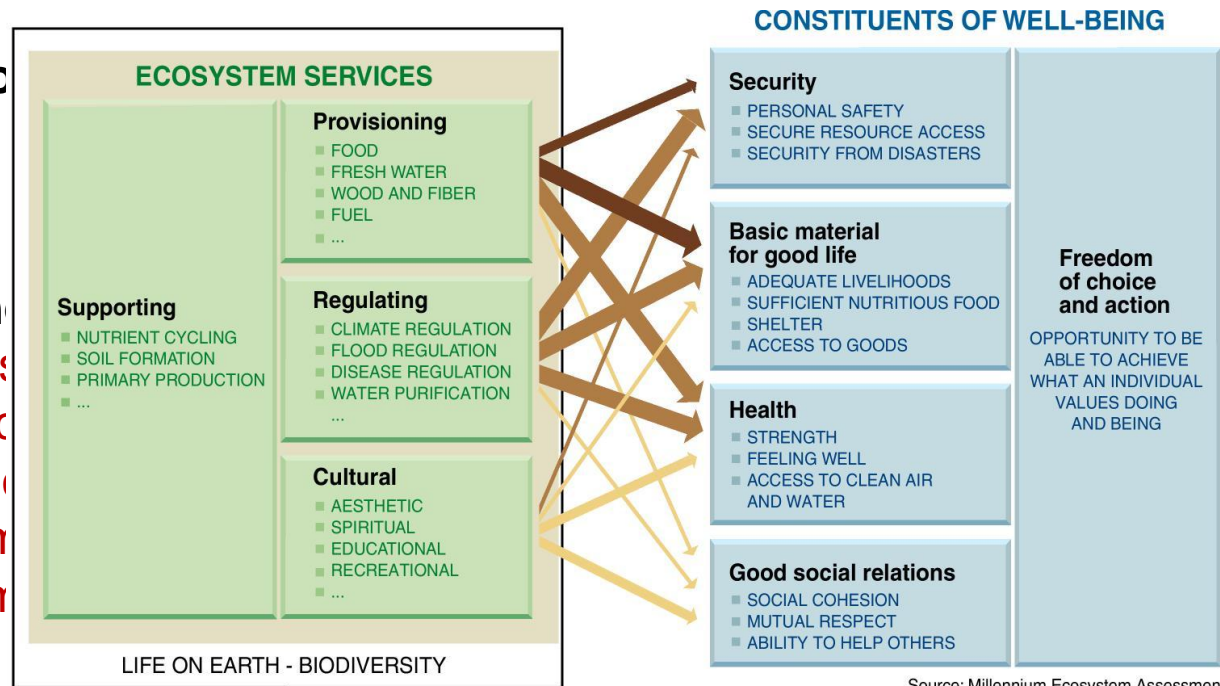 CONSTITUENTS OF WELL-BEING
ECOSYSTEM SERVICES
Supporting
NUTRIENT CYCLING
SOIL FORMATION
PRIMARY PRODUCTION
...
Provisioning
FOOD
FRESH WATER
WOOD AND FIBER
FUEL
...
Regulating
CLIMATE REGULATION
FLOOD REGULATION
DISEASE REGULATION
WATER PURIFICATION
...
Cultural
AESTHETIC
SPIRITUAL
EDUCATIONAL
RECREATIONAL
...
LIFE ON EARTH - BIODIVERSITY
Security
PERSONAL SAFETY
SECURE RESOURCE ACCESS
SECURITY FROM DISASTERS
Basic material
for good life
ADEQUATE LIVELIHOODS
SUFFICIENT NUTRITIOUS FOOD
SHELTER
ACCESS TO GOODS
Health
STRENGTH
FEELING WELL
ACCESS TO CLEAN AIR
AND WATER
Good social relations
SOCIAL COHESION
MUTUAL RESPECT
ABILITY TO HELP OTHERS
Freedom
of choice
and action
OPPORTUNITY TO BE
ABLE TO ACHIEVE
WHAT AN INDIVIDUAL
VALUES DOING
AND BEING
Source: Millennium Ecosystem Assessmen